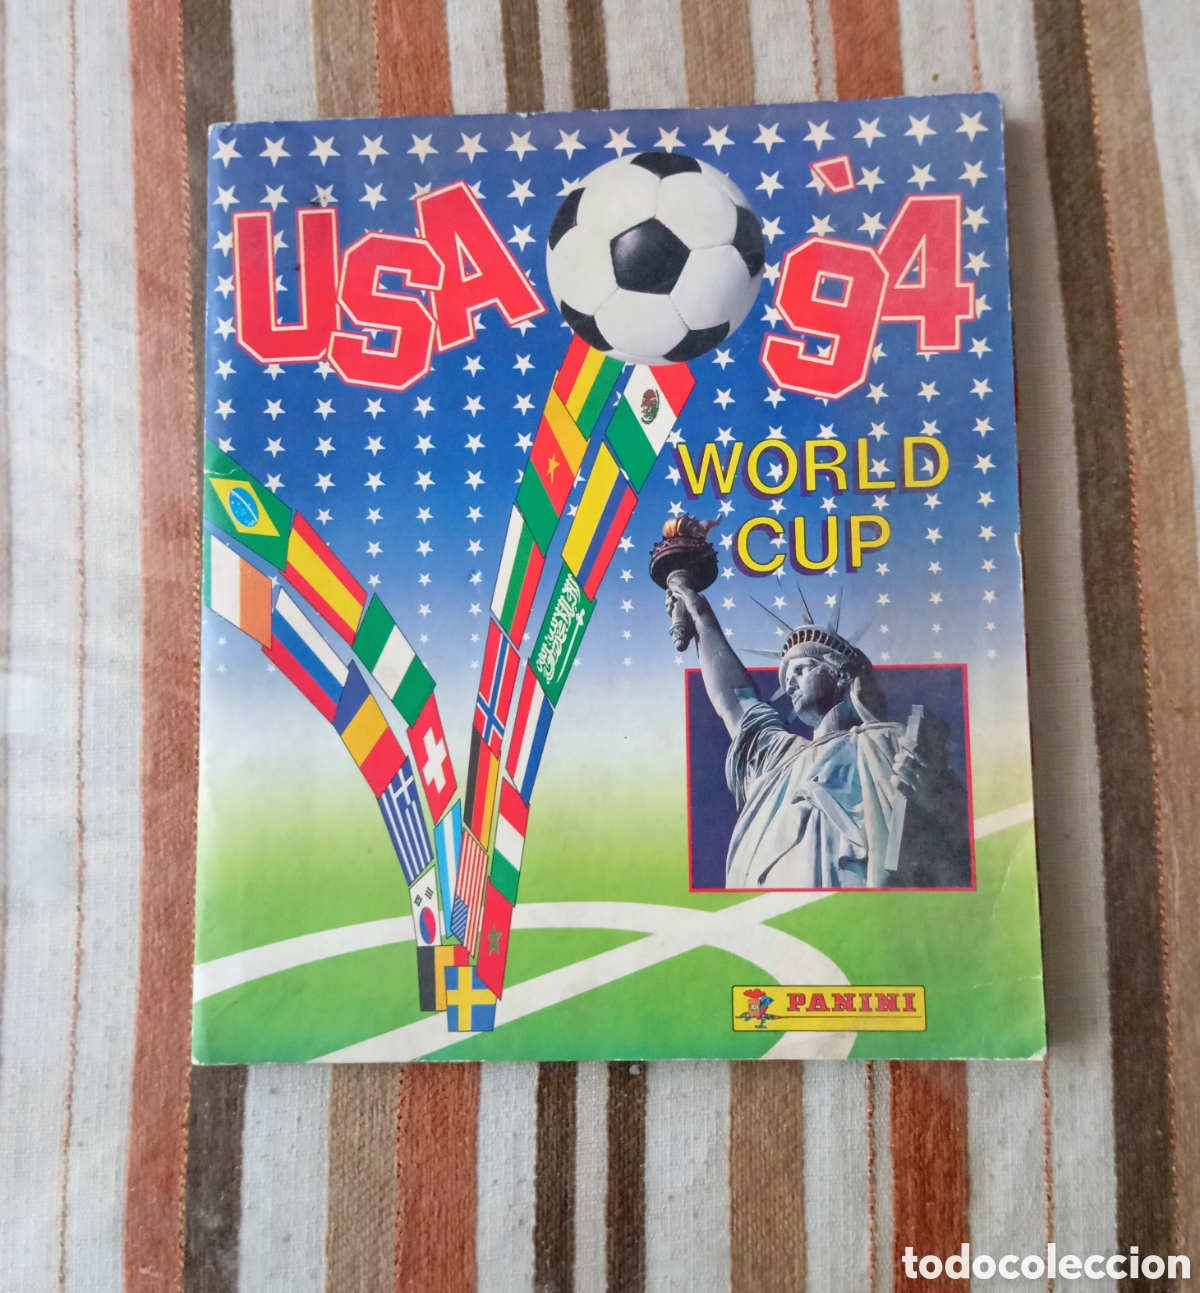 USA '94
WORLD
CUP
PANINI
todocoleccion